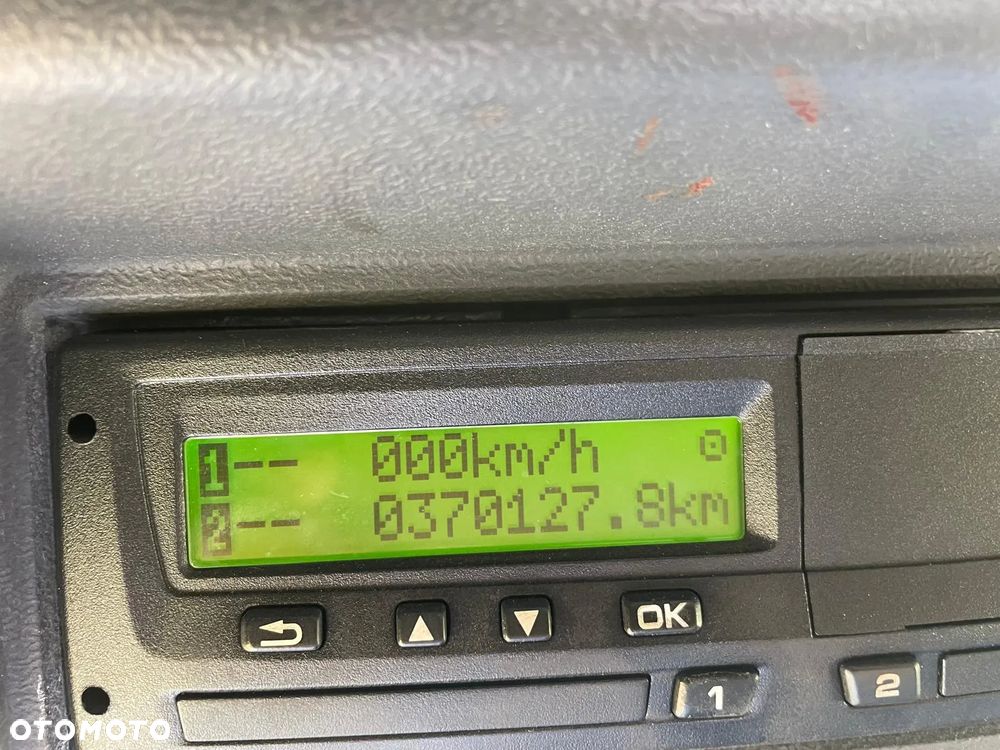 1-- 000km/h
2-- 0370127.8km
OK
1 2
OTOMOTO